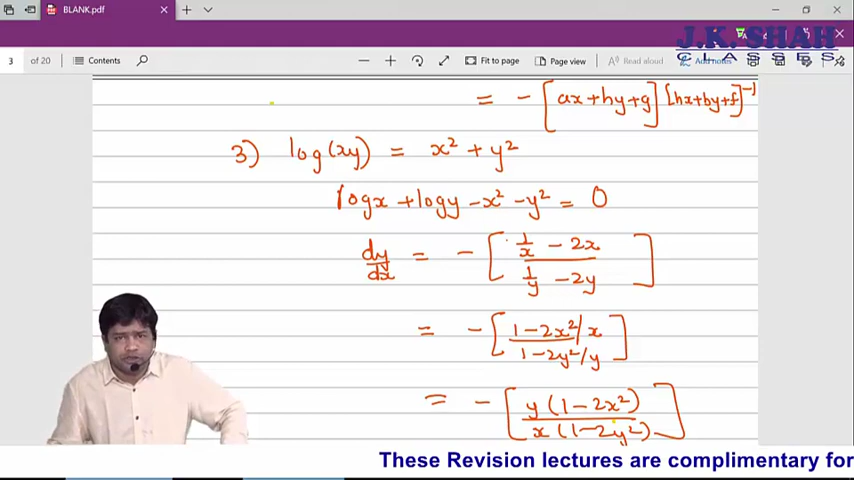 BLANK.pdf
J.K. SHAH
CLASSES
3 of 20
Contents
Fit to page
Page view
Read aloud
Add notes
= - [ax+hy+g] [hx+by+f]⁻¹
3) log(xy) = x² + y²
logx + logy - x² - y² = 0
dy/dx = - [(1/x - 2x)/(1/y - 2y)]
= - [(1-2x²/x)/(1-2y²/y)]
= - [y(1-2x²)/x(1-2y²)]
These Revision lectures are complimentary for